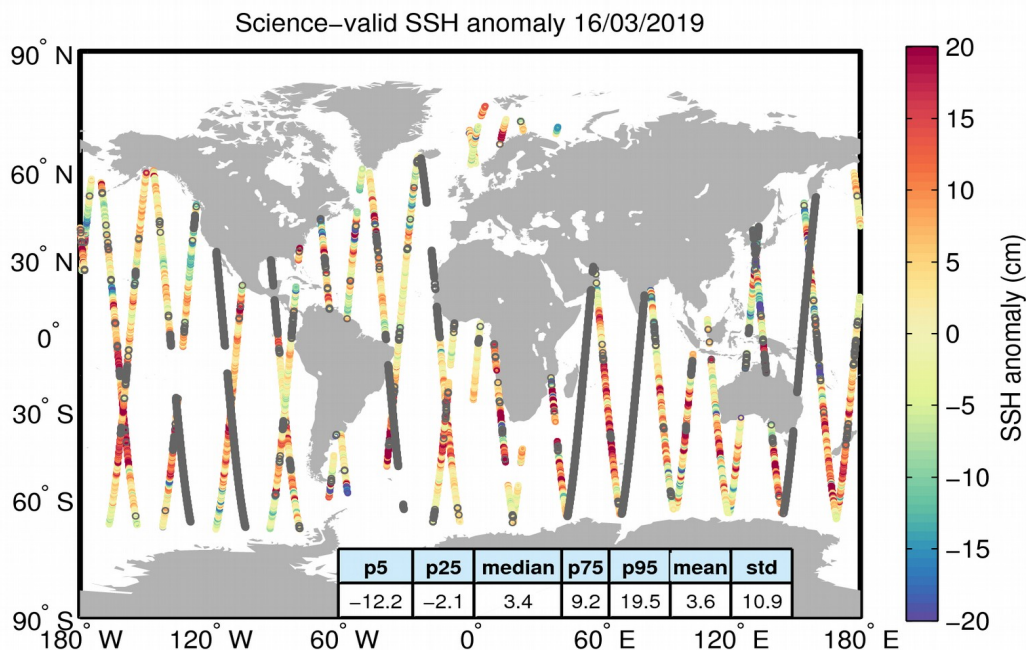 Science−valid SSH anomaly 16/03/2019
90° N
60° N
30° N
0°
30° S
60° S
90° S
180° W
120° W
60° W
0°
60° E
120° E
180° E
p5 p25 median p75 p95 mean std
−12.2 −2.1 3.4 9.2 19.5 3.6 10.9
20
15
10
5
0
−5
−10
−15
−20
SSH anomaly (cm)